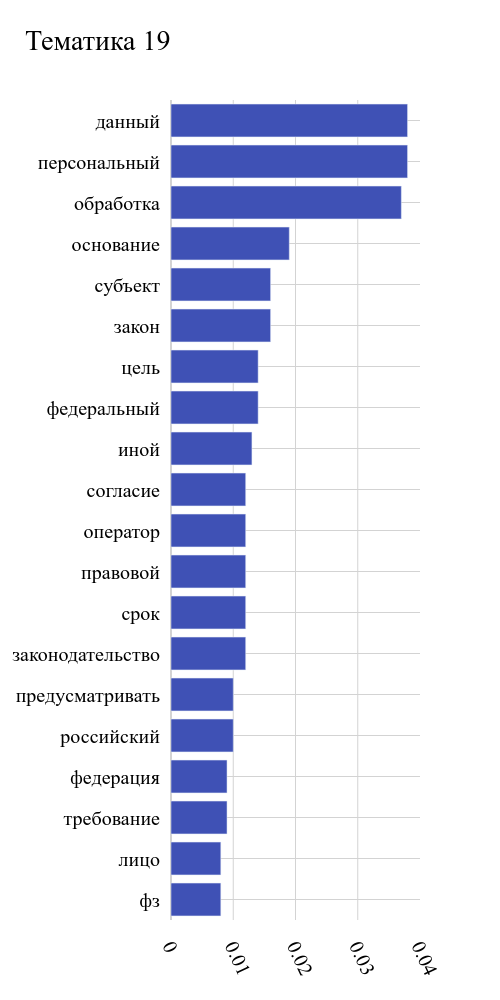 Тематика 19
данный
персональный
обработка
основание
субъект
закон
цель
федеральный
иной
согласие
оператор
правовой
срок
законодательство
предусматривать
российский
федерация
требование
лицо
фз
0 0.01 0.02 0.03 0.04